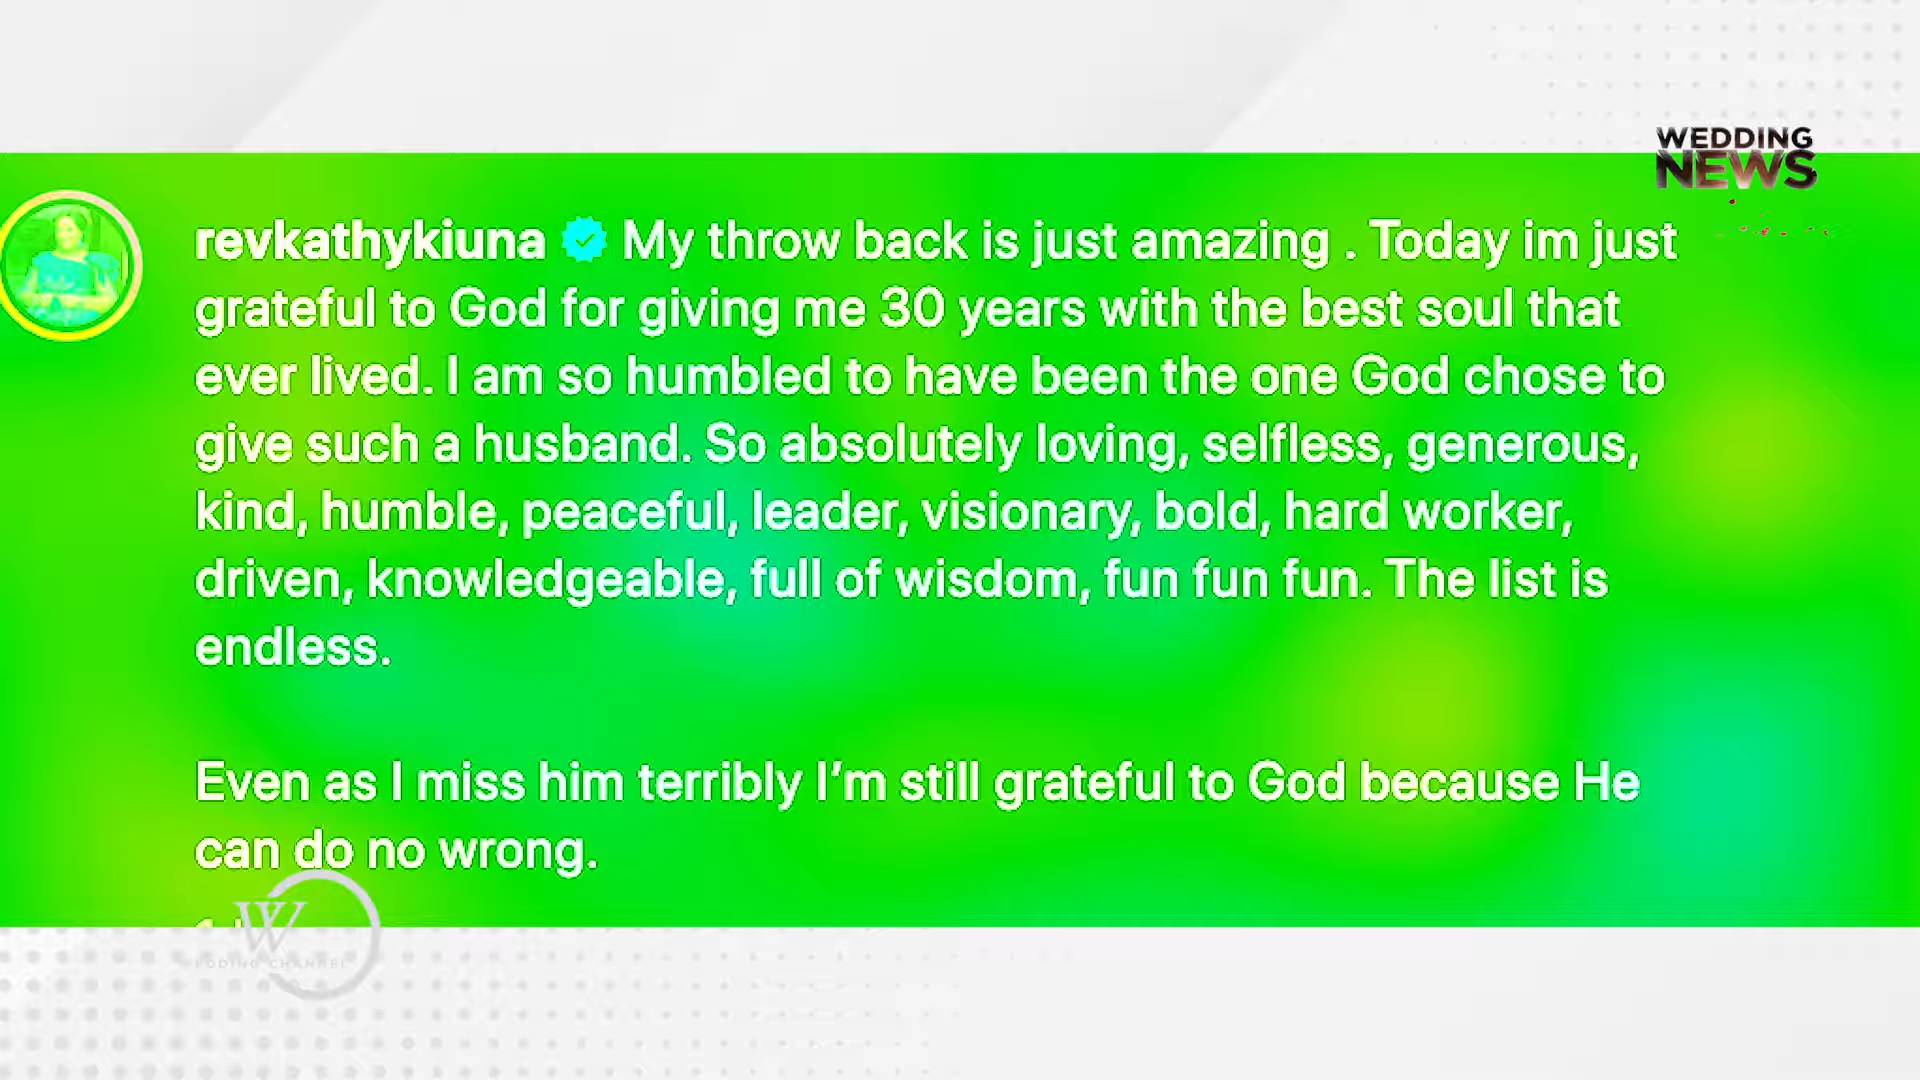 WEDDING
NEWS
revkathykiuna My throw back is just amazing . Today im just
grateful to God for giving me 30 years with the best soul that
ever lived. I am so humbled to have been the one God chose to
give such a husband. So absolutely loving, selfless, generous,
kind, humble, peaceful, leader, visionary, bold, hard worker,
driven, knowledgeable, full of wisdom, fun fun fun. The list is
endless.
Even as I miss him terribly I’m still grateful to God because He
can do no wrong.
W
CHANNEL